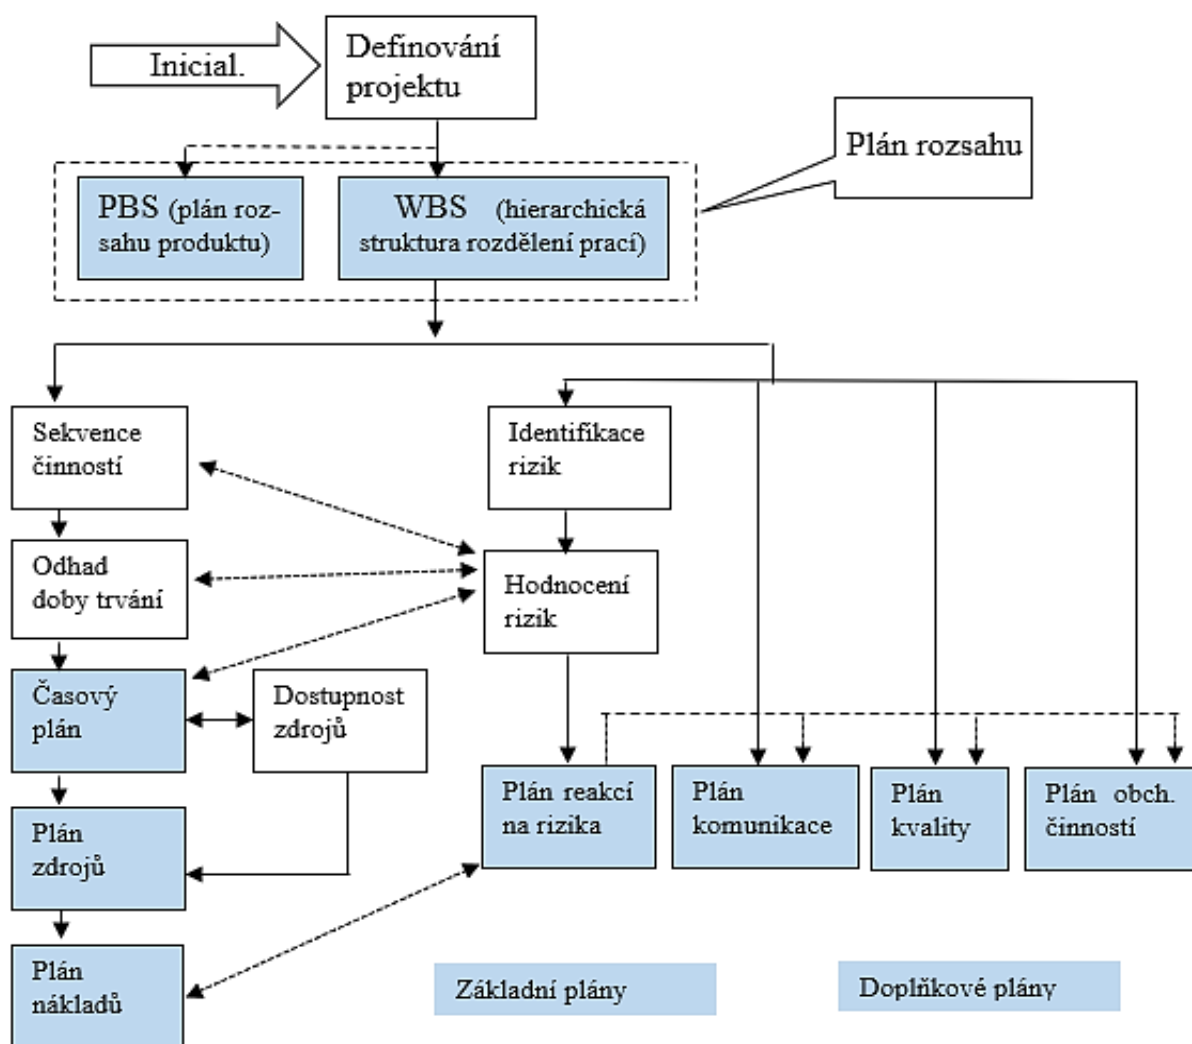 Inicial.
Definování
projektu
Plán rozsahu
PBS (plán roz-
sahu produktu)
WBS (hierarchická
struktura rozdělení prací)
Sekvence
činností
Identifikace
rizik
Odhad
doby trvání
Hodnocení
rizik
Časový
plán
Dostupnost
zdrojů
Plán reakcí
na rizika
Plán
komunikace
Plán
kvality
Plán obch.
činností
Plán
zdrojů
Plán
nákladů
Základní plány
Doplňkové plány